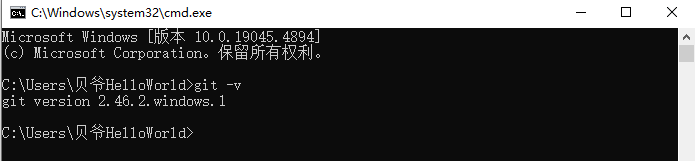 C:\Windows\system32\cmd.exe
Microsoft Windows [版本 10.0.19045.4894]
(c) Microsoft Corporation。保留所有权利。
C:\Users\贝爷HelloWorld>git -v
git version 2.46.2.windows.1
C:\Users\贝爷HelloWorld>